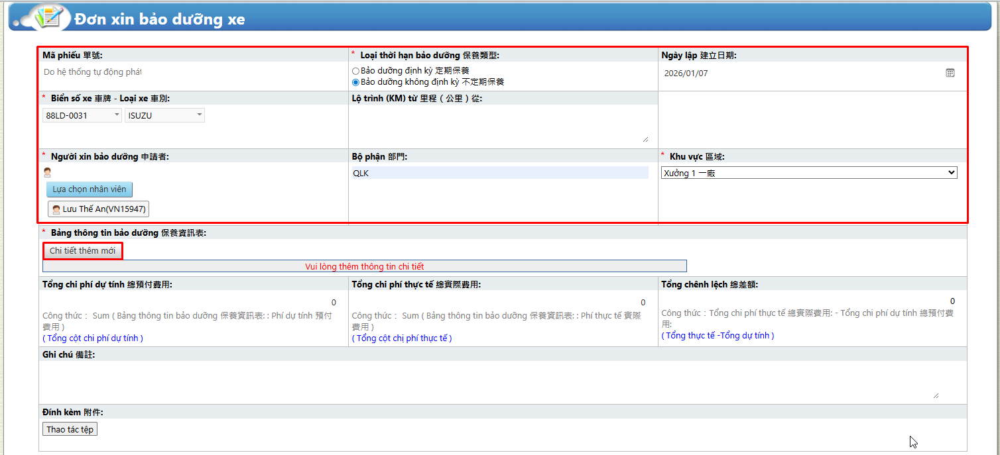 Đơn xin bảo dưỡng xe
Mã phiếu 單號:
Do hệ thống tự động phát
* Loại thời hạn bảo dưỡng 保養類型:
Bảo dưỡng định kỳ 定期保養
Bảo dưỡng không định kỳ 不定期保養
Ngày lập 建立日期:
2026/01/07
* Biển số xe 車牌 - Loại xe 車別:
88LD-0031 ISUZU
Lộ trình (KM) từ 里程（公里）從:
* Người xin bảo dưỡng 申請者:
Lựa chọn nhân viên
Lưu Thế An(VN15947)
Bộ phận 部門:
QLK
* Khu vực 區域:
Xưởng 1 一廠
* Bảng thông tin bảo dưỡng 保養資訊表:
Chi tiết thêm mới
Vui lòng thêm thông tin chi tiết
Tổng chi phí dự tính 總預付費用:
0
Công thức： Sum ( Bảng thông tin bảo dưỡng 保養資訊表: : Phí dự tính 預付
費用 )
( Tổng cột chi phí dự tính )
Tổng chi phí thực tế 總實際費用:
0
Công thức： Sum ( Bảng thông tin bảo dưỡng 保養資訊表: : Phí thực tế 實際
費用 )
( Tổng cột chị phí thực tế )
Tổng chênh lệch 總差額:
0
Công thức：Tổng chi phí thực tế 總實際費用: - Tổng chi phí dự tính 總預付費
用:
( Tổng thực tế -Tổng dự tính )
Ghi chú 備註:
Đính kèm 附件:
Thao tác tệp